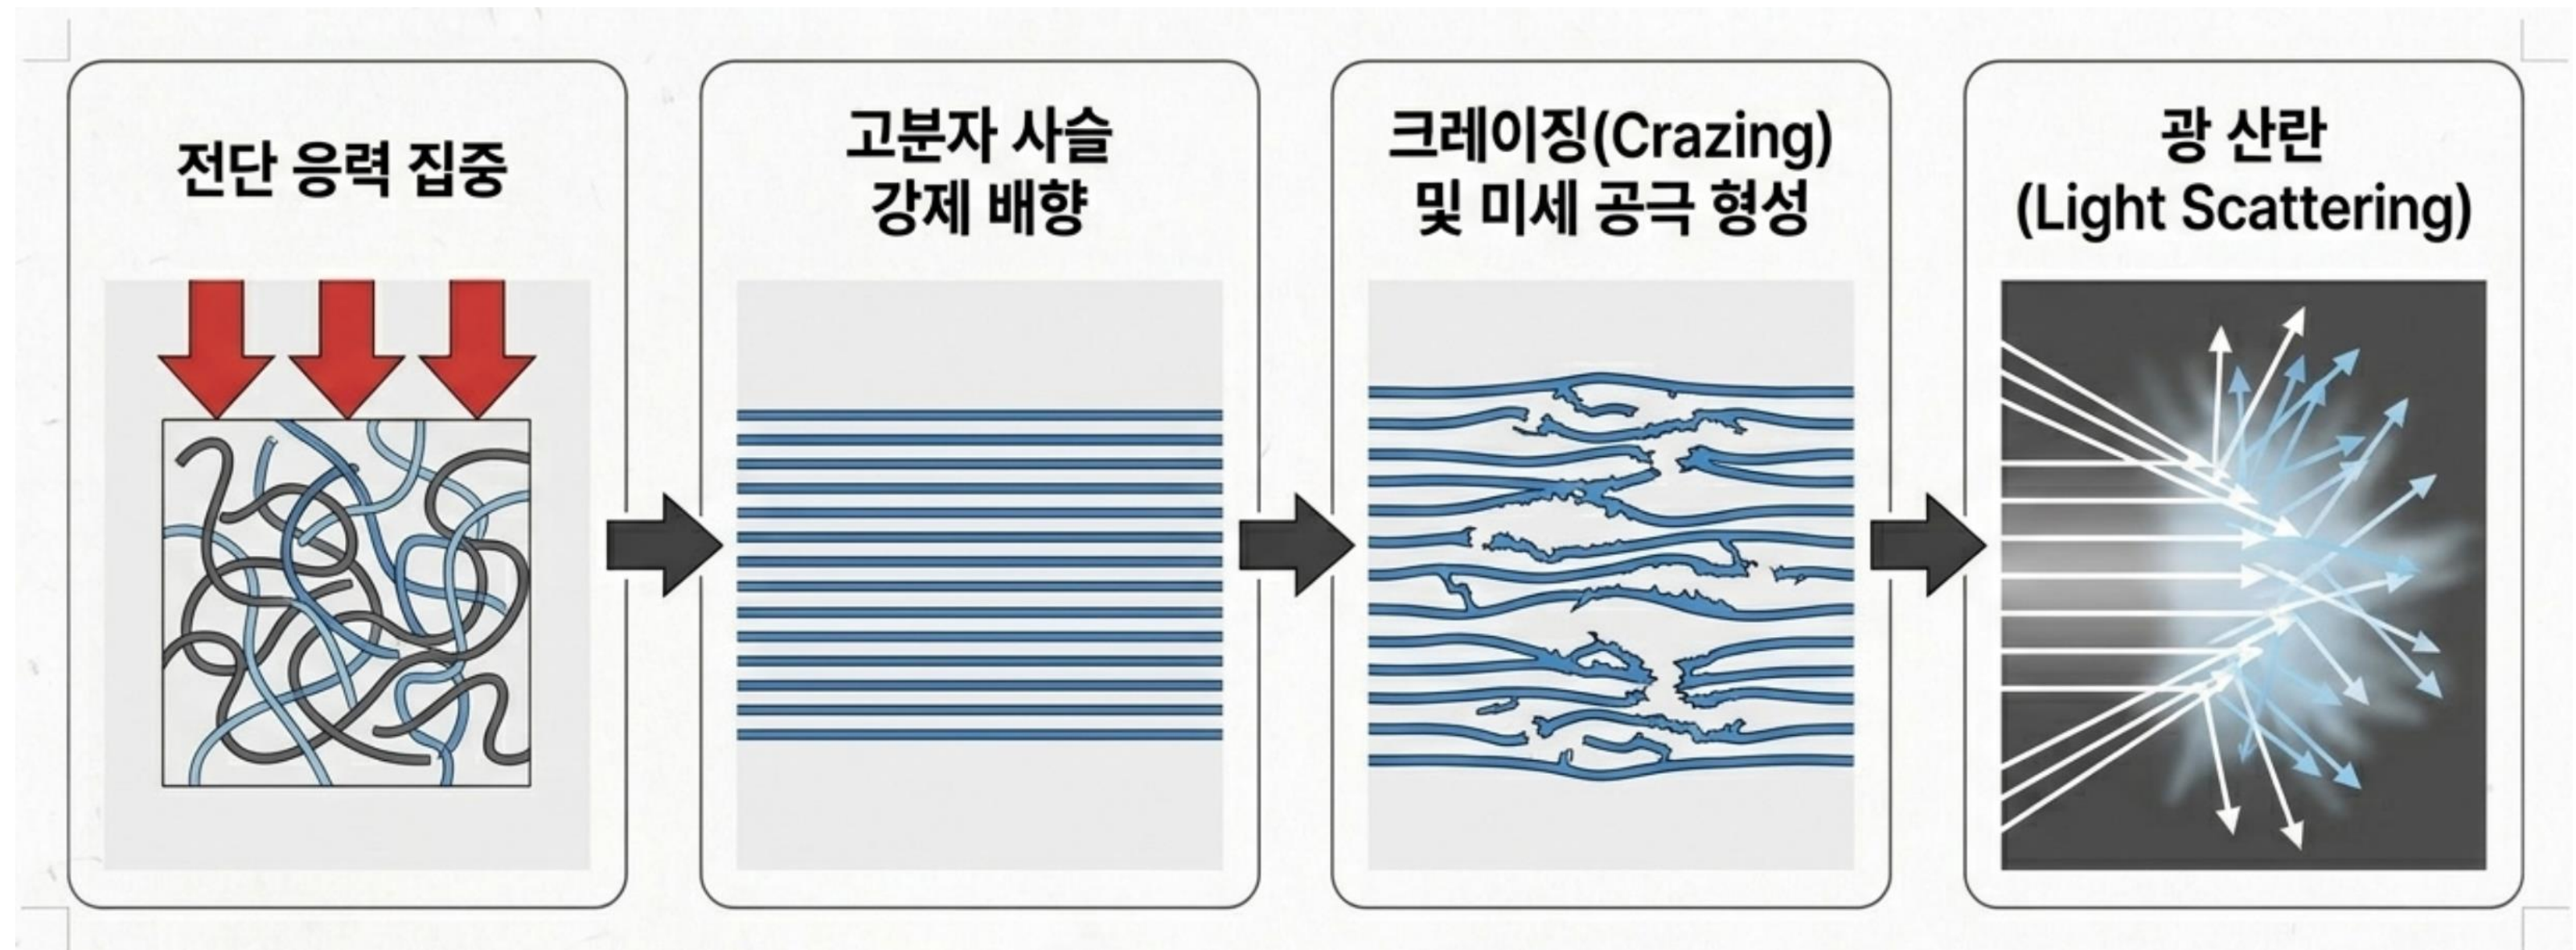 전단 응력 집중
고분자 사슬
강제 배향
크레이징(Crazing)
및 미세 공극 형성
광 산란
(Light Scattering)